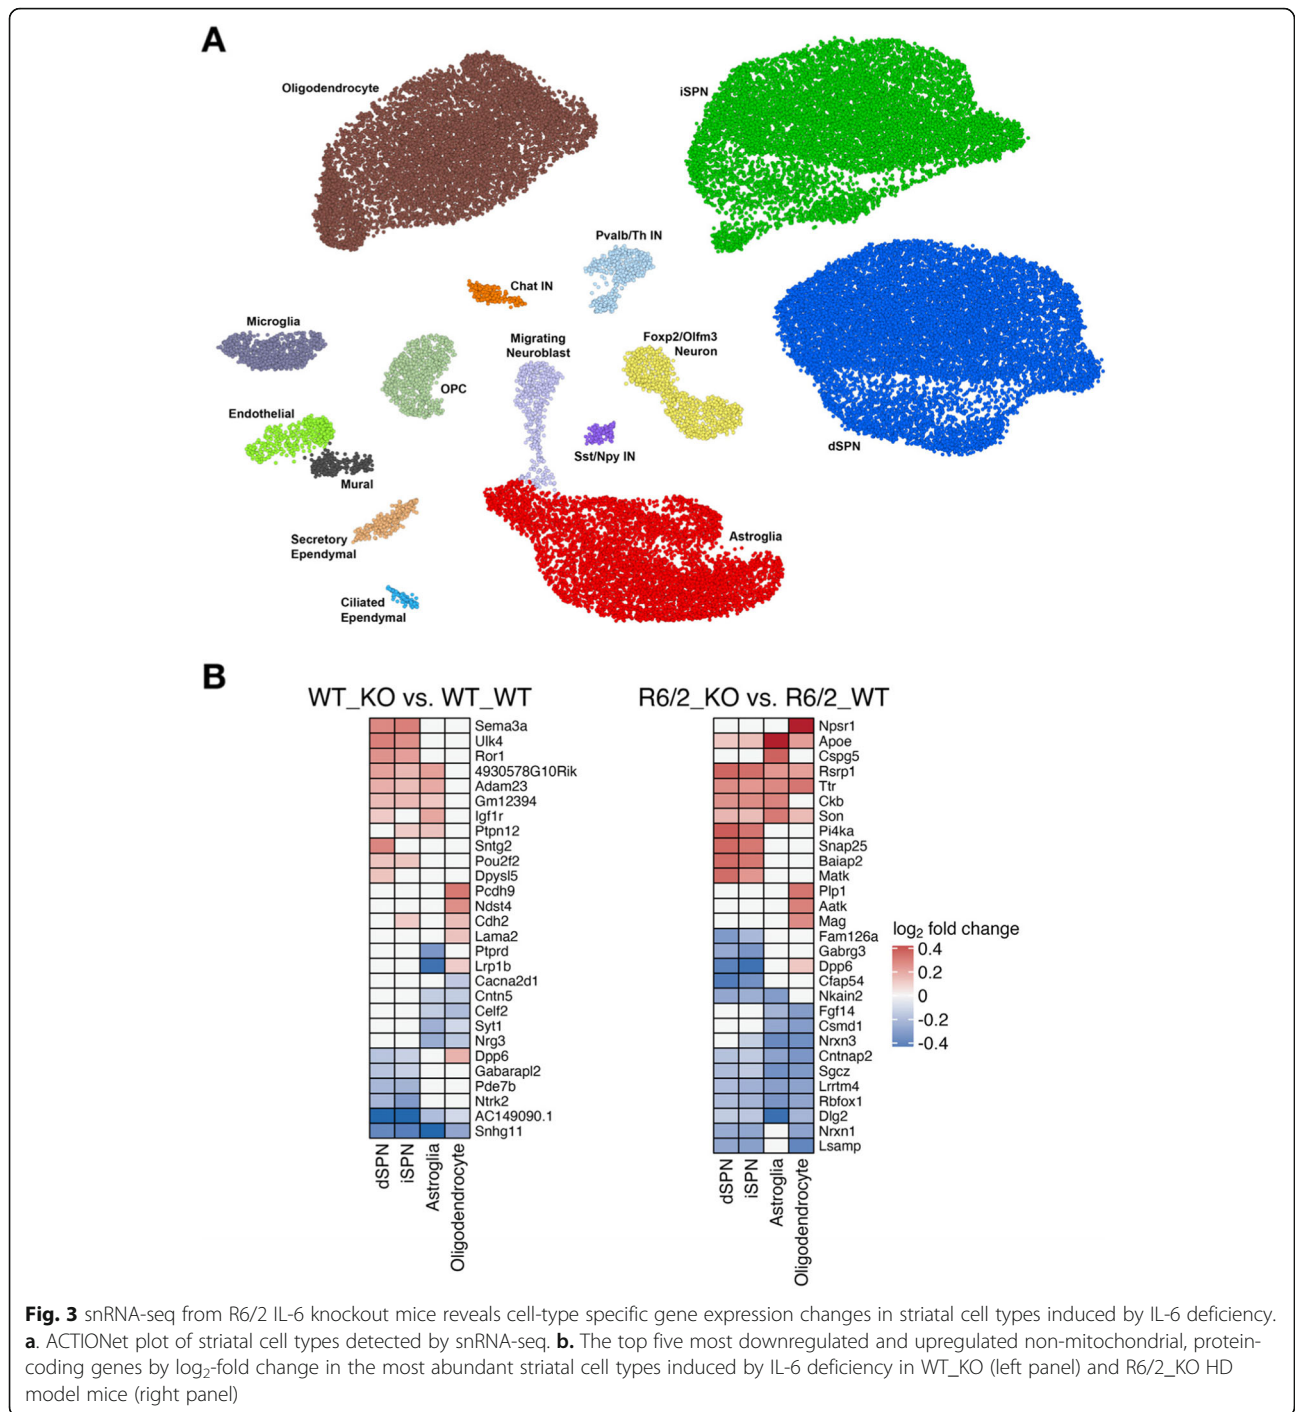 A
Oligodendrocyte
iSPN
Pvalb/Th IN
Chat IN
Microglia
Migrating
Neuroblast
Foxp2/Olfm3
Neuron
OPC
Endothelial
Mural
Sst/Npy IN
dSPN
Secretory
Ependymal
Astroglia
Ciliated
Ependymal
B
WT_KO vs. WT_WT
Sema3a
Ulk4
Ror1
4930578G10Rik
Adam23
Gm12394
Igf1r
Ptpn12
Sntg2
Pou2f2
Dpysl5
Pcdh9
Ndst4
Cdh2
Lama2
Ptprd
Lrp1b
Cacna2d1
Cntn5
Celf2
Syt1
Nrg3
Dpp6
Gabarapl2
Pde7b
Ntrk2
AC149090.1
Snhg11
dSPN
iSPN
Astroglia
Oligodendrocyte
R6/2_KO vs. R6/2_WT
Npsr1
Apoe
Cspg5
Rsrp1
Ttr
Ckb
Son
Pi4ka
Snap25
Baiap2
Matk
Plp1
Aatk
Mag
Fam126a
Gabrg3
Dpp6
Cfap54
Nkain2
Fgf14
Csmd1
Nrxn3
Cntnap2
Sgcz
Lrrtm4
Rbfox1
Dlg2
Nrxn1
Lsamp
dSPN
iSPN
Astroglia
Oligodendrocyte
log2 fold change
0.4
0.2
0
-0.2
-0.4
Fig. 3 snRNA-seq from R6/2 IL-6 knockout mice reveals cell-type specific gene expression changes in striatal cell types induced by IL-6 deficiency.
a. ACTIONet plot of striatal cell types detected by snRNA-seq. b. The top five most downregulated and upregulated non-mitochondrial, protein-
coding genes by log2-fold change in the most abundant striatal cell types induced by IL-6 deficiency in WT_KO (left panel) and R6/2_KO HD
model mice (right panel)